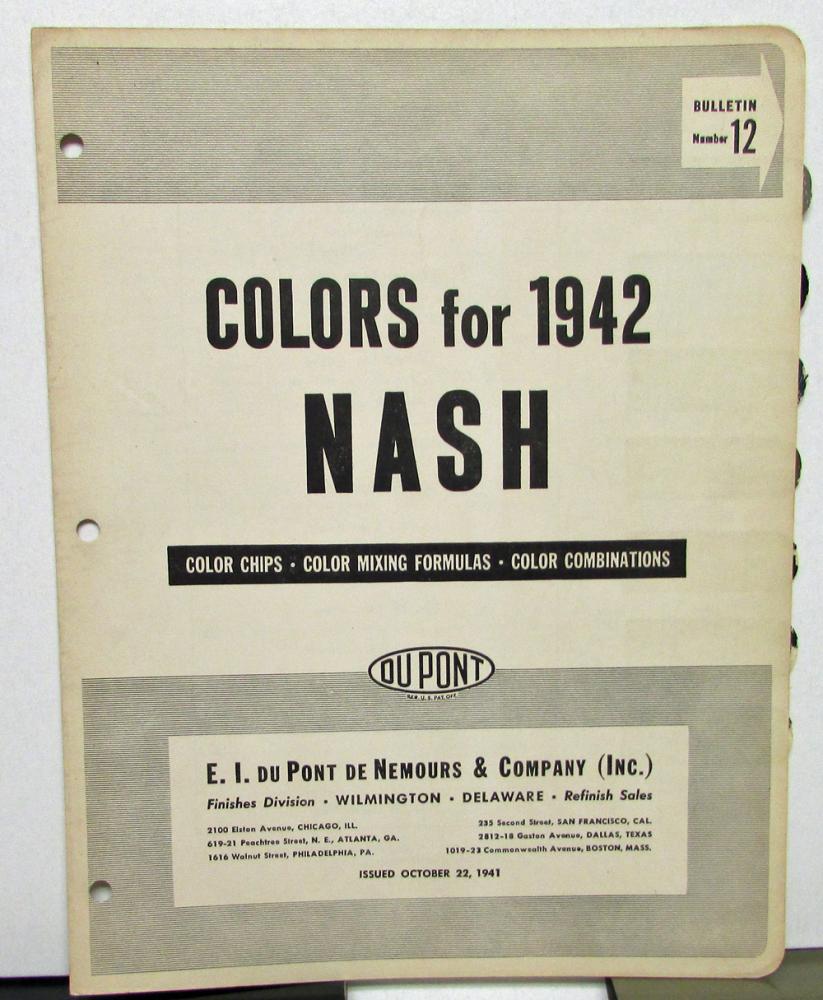 BULLETIN
Number 12
COLORS for 1942
NASH
COLOR CHIPS • COLOR MIXING FORMULAS • COLOR COMBINATIONS
DU PONT
REG. U.S. PAT. OFF.
E. I. DU PONT DE NEMOURS & COMPANY (INC.)
Finishes Division • WILMINGTON • DELAWARE • Refinish Sales
2100 Elston Avenue, CHICAGO, ILL.
235 Second Street, SAN FRANCISCO, CAL.
619-21 Peachtree Street, N. E., ATLANTA, GA.
2812-18 Gaston Avenue, DALLAS, TEXAS
1616 Walnut Street, PHILADELPHIA, PA.
1019-23 Commonwealth Avenue, BOSTON, MASS.
ISSUED OCTOBER 22, 1941